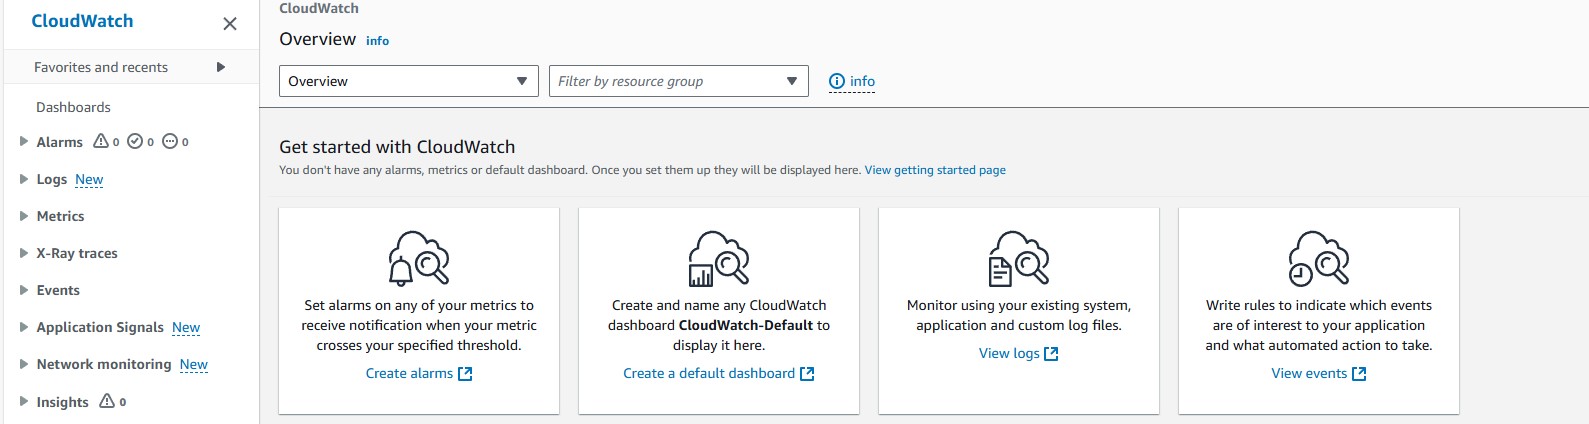 CloudWatch
Favorites and recents
Dashboards
Alarms 0 0 0
Logs New
Metrics
X-Ray traces
Events
Application Signals New
Network monitoring New
Insights 0
CloudWatch
Overview info
Overview
Filter by resource group
info
Get started with CloudWatch
You don't have any alarms, metrics or default dashboard. Once you set them up they will be displayed here. View getting started page
Set alarms on any of your metrics to
receive notification when your metric
crosses your specified threshold.
Create alarms
Create and name any CloudWatch
dashboard CloudWatch-Default to
display it here.
Create a default dashboard
Monitor using your existing system,
application and custom log files.
View logs
Write rules to indicate which events
are of interest to your application
and what automated action to take.
View events